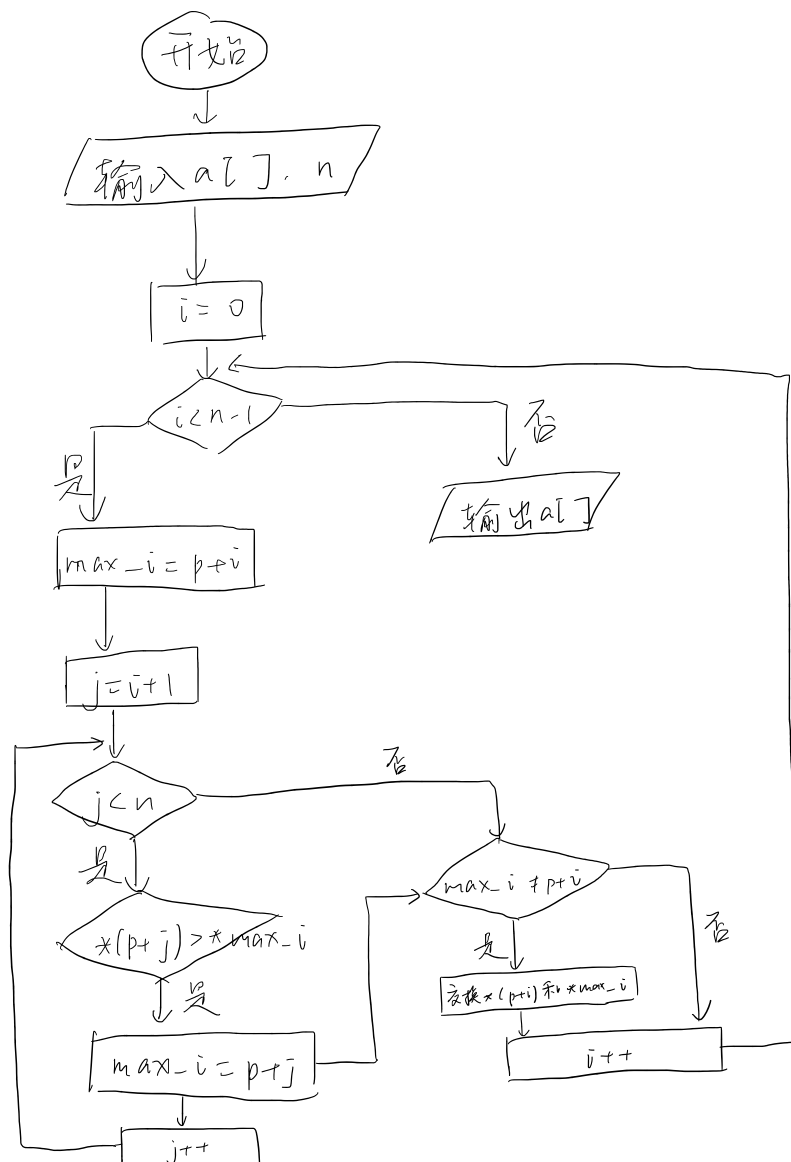 开始
输入a[ ]. n
i = 0
i<n-1
是
否
输出a[ ]
max_i = p+i
j=i+1
j<n
否
是
max_i ≠ p+i
*(p+j)>*max_i
否
是
是
交换*(p+i)和*max_i
max_i = p+j
i++
j++